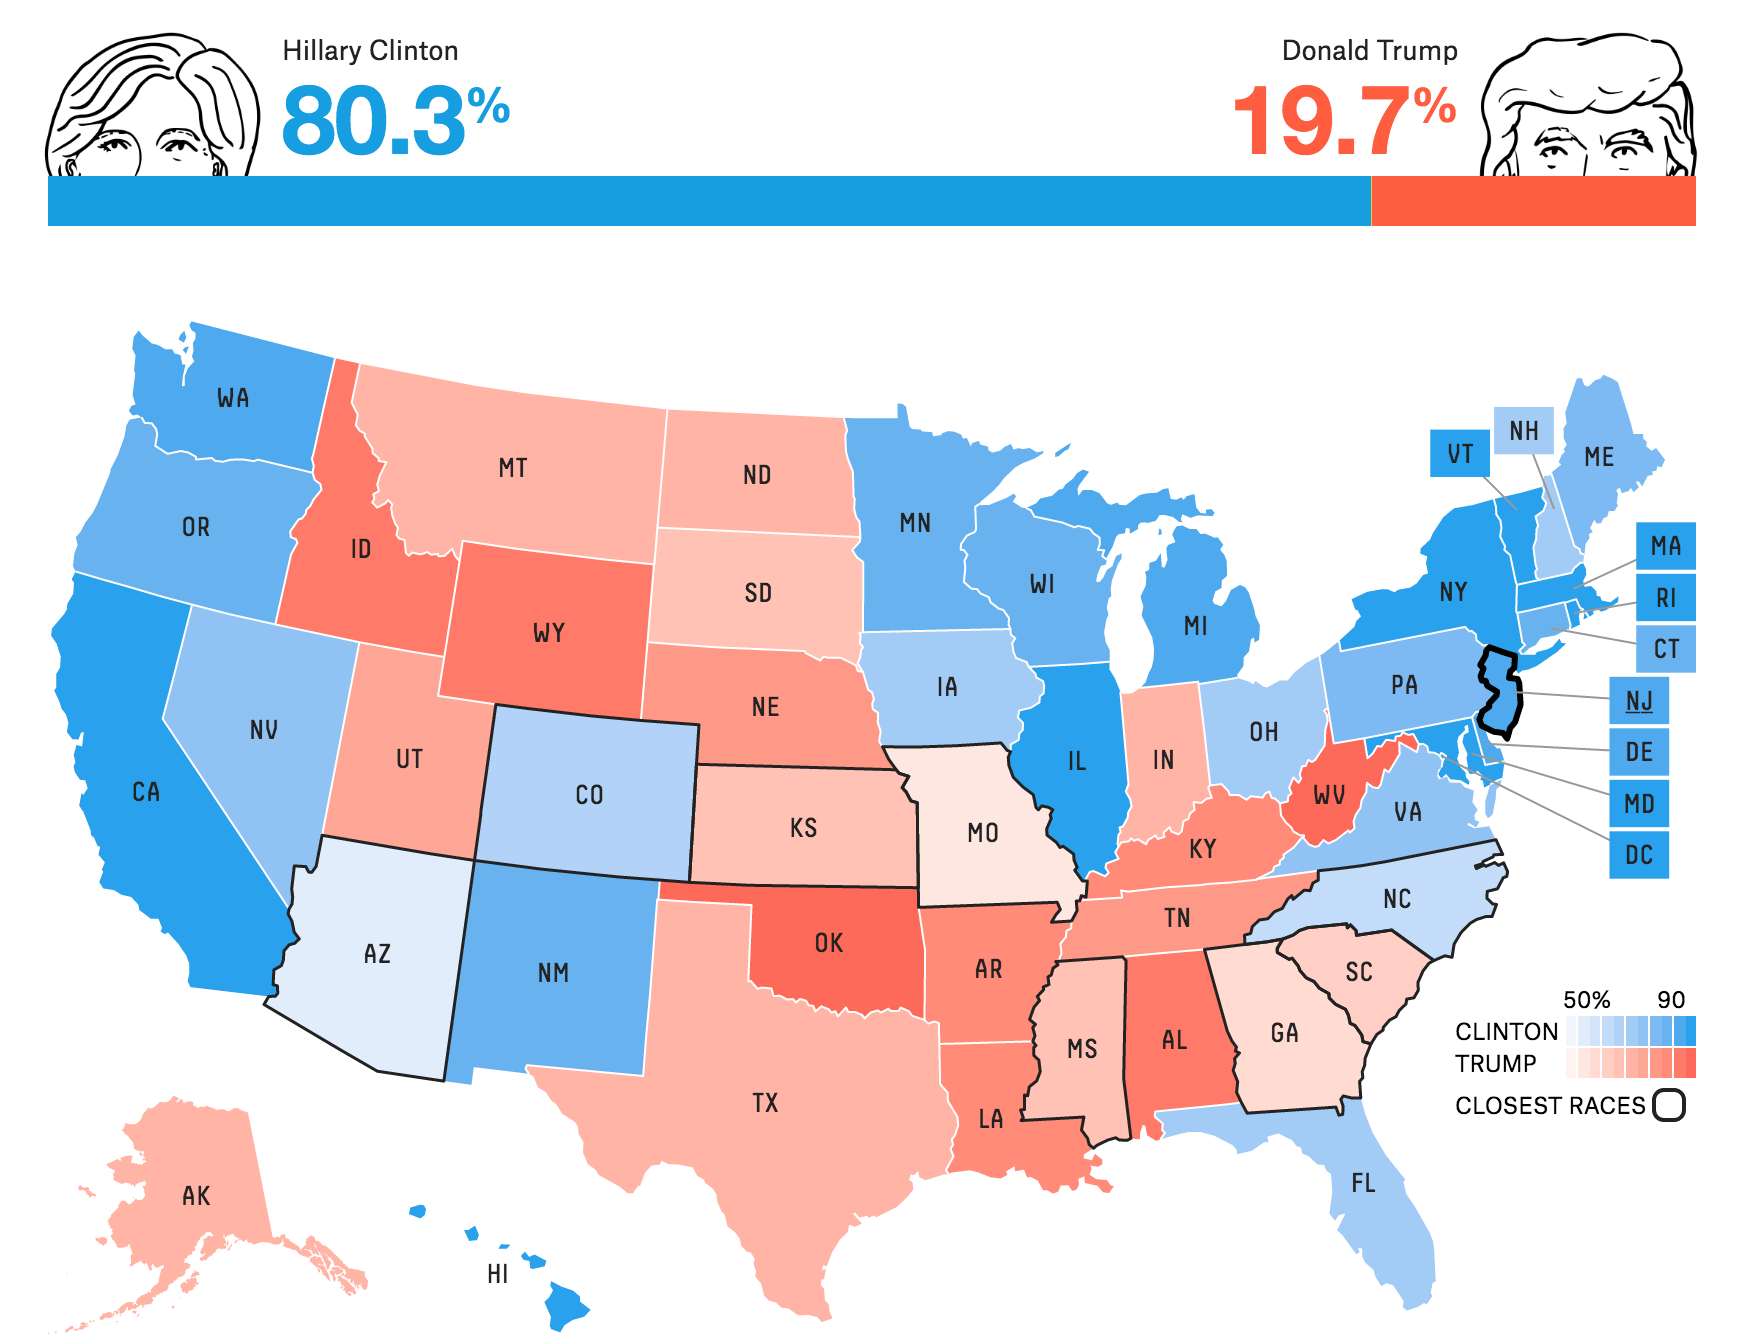 Hillary Clinton
80.3%
Donald Trump
19.7%
WA
OR
CA
NV
ID
MT
WY
UT
CO
AZ
NM
ND
SD
NE
KS
OK
TX
MN
IA
MO
AR
LA
WI
IL
MI
IN
OH
KY
TN
MS
AL
GA
FL
SC
NC
VA
WV
PA
NY
VT
NH
ME
MA
RI
CT
NJ
DE
MD
DC
AK
HI
50% 90
CLINTON
TRUMP
CLOSEST RACES